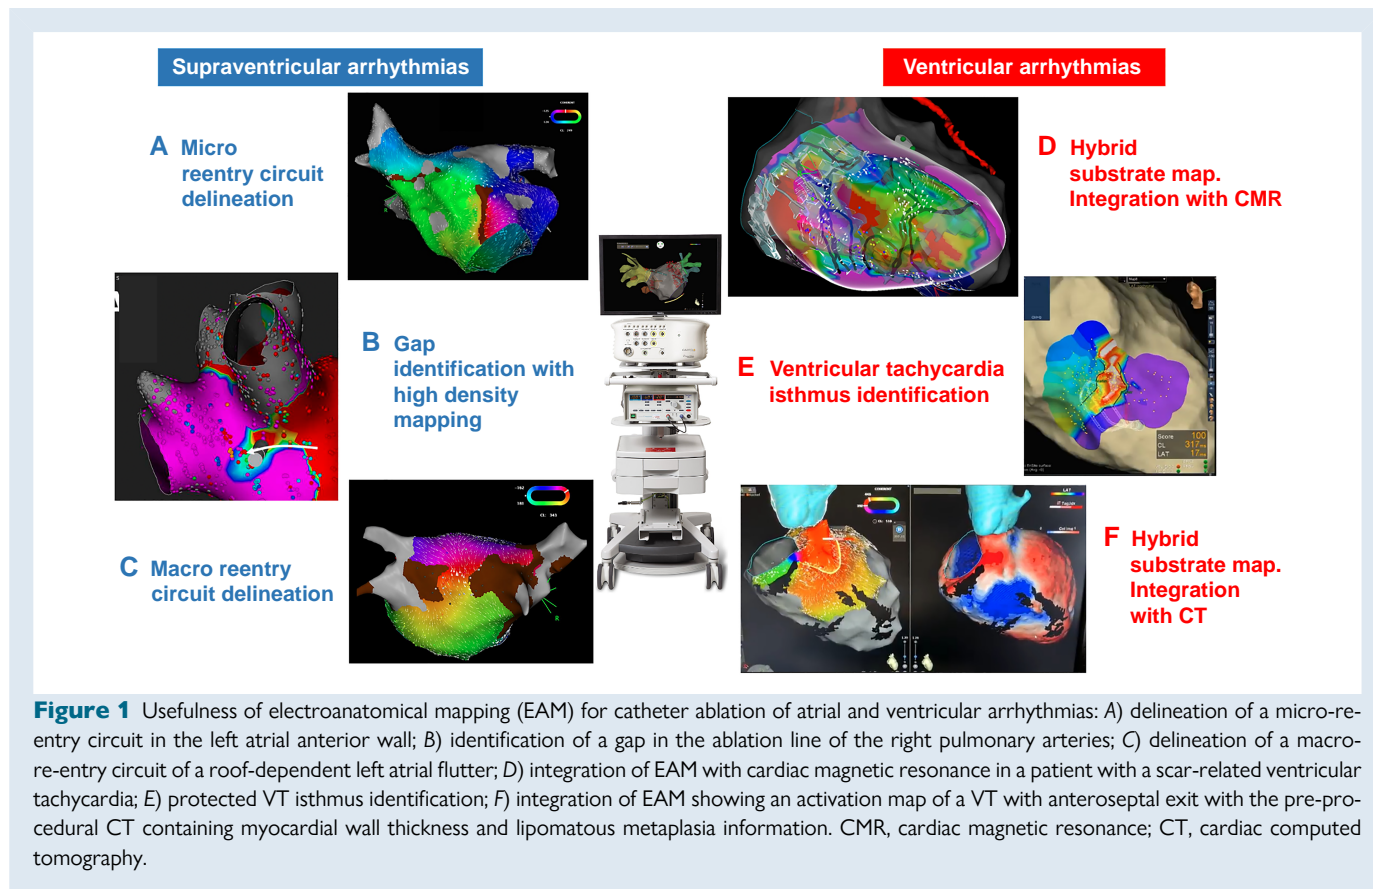 Supraventricular arrhythmias
Ventricular arrhythmias
A Micro
reentry circuit
delineation
D Hybrid
substrate map.
Integration with CMR
B Gap
identification with
high density
mapping
E Ventricular tachycardia
isthmus identification
Score 100
CL 317ms
LAT 17ms
C Macro reentry
circuit delineation
CL 343
R
F Hybrid
substrate map.
Integration
with CT
LAT
Figure 1 Usefulness of electroanatomical mapping (EAM) for catheter ablation of atrial and ventricular arrhythmias: A) delineation of a micro-re-
entry circuit in the left atrial anterior wall; B) identification of a gap in the ablation line of the right pulmonary arteries; C) delineation of a macro-
re-entry circuit of a roof-dependent left atrial flutter; D) integration of EAM with cardiac magnetic resonance in a patient with a scar-related ventricular
tachycardia; E) protected VT isthmus identification; F) integration of EAM showing an activation map of a VT with anteroseptal exit with the pre-pro-
cedural CT containing myocardial wall thickness and lipomatous metaplasia information. CMR, cardiac magnetic resonance; CT, cardiac computed
tomography.